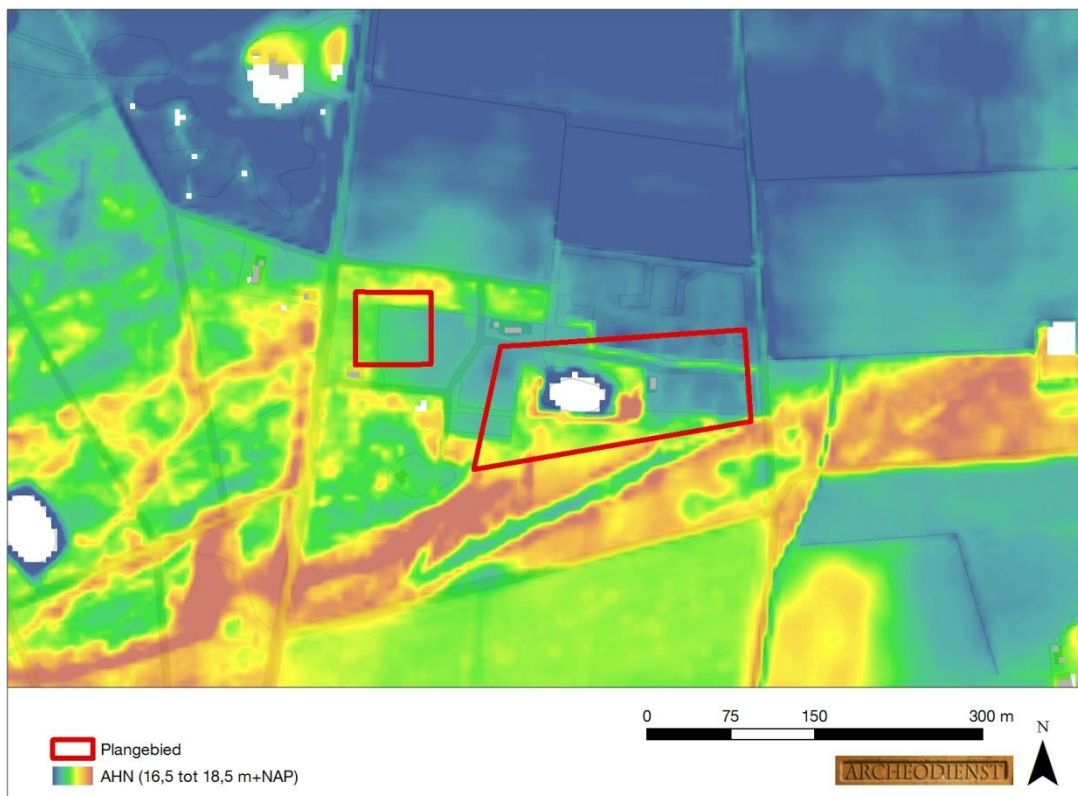 0 75 150 300 m
N
Plangebied
AHN (16,5 tot 18,5 m+NAP)
ARCHEODIENST